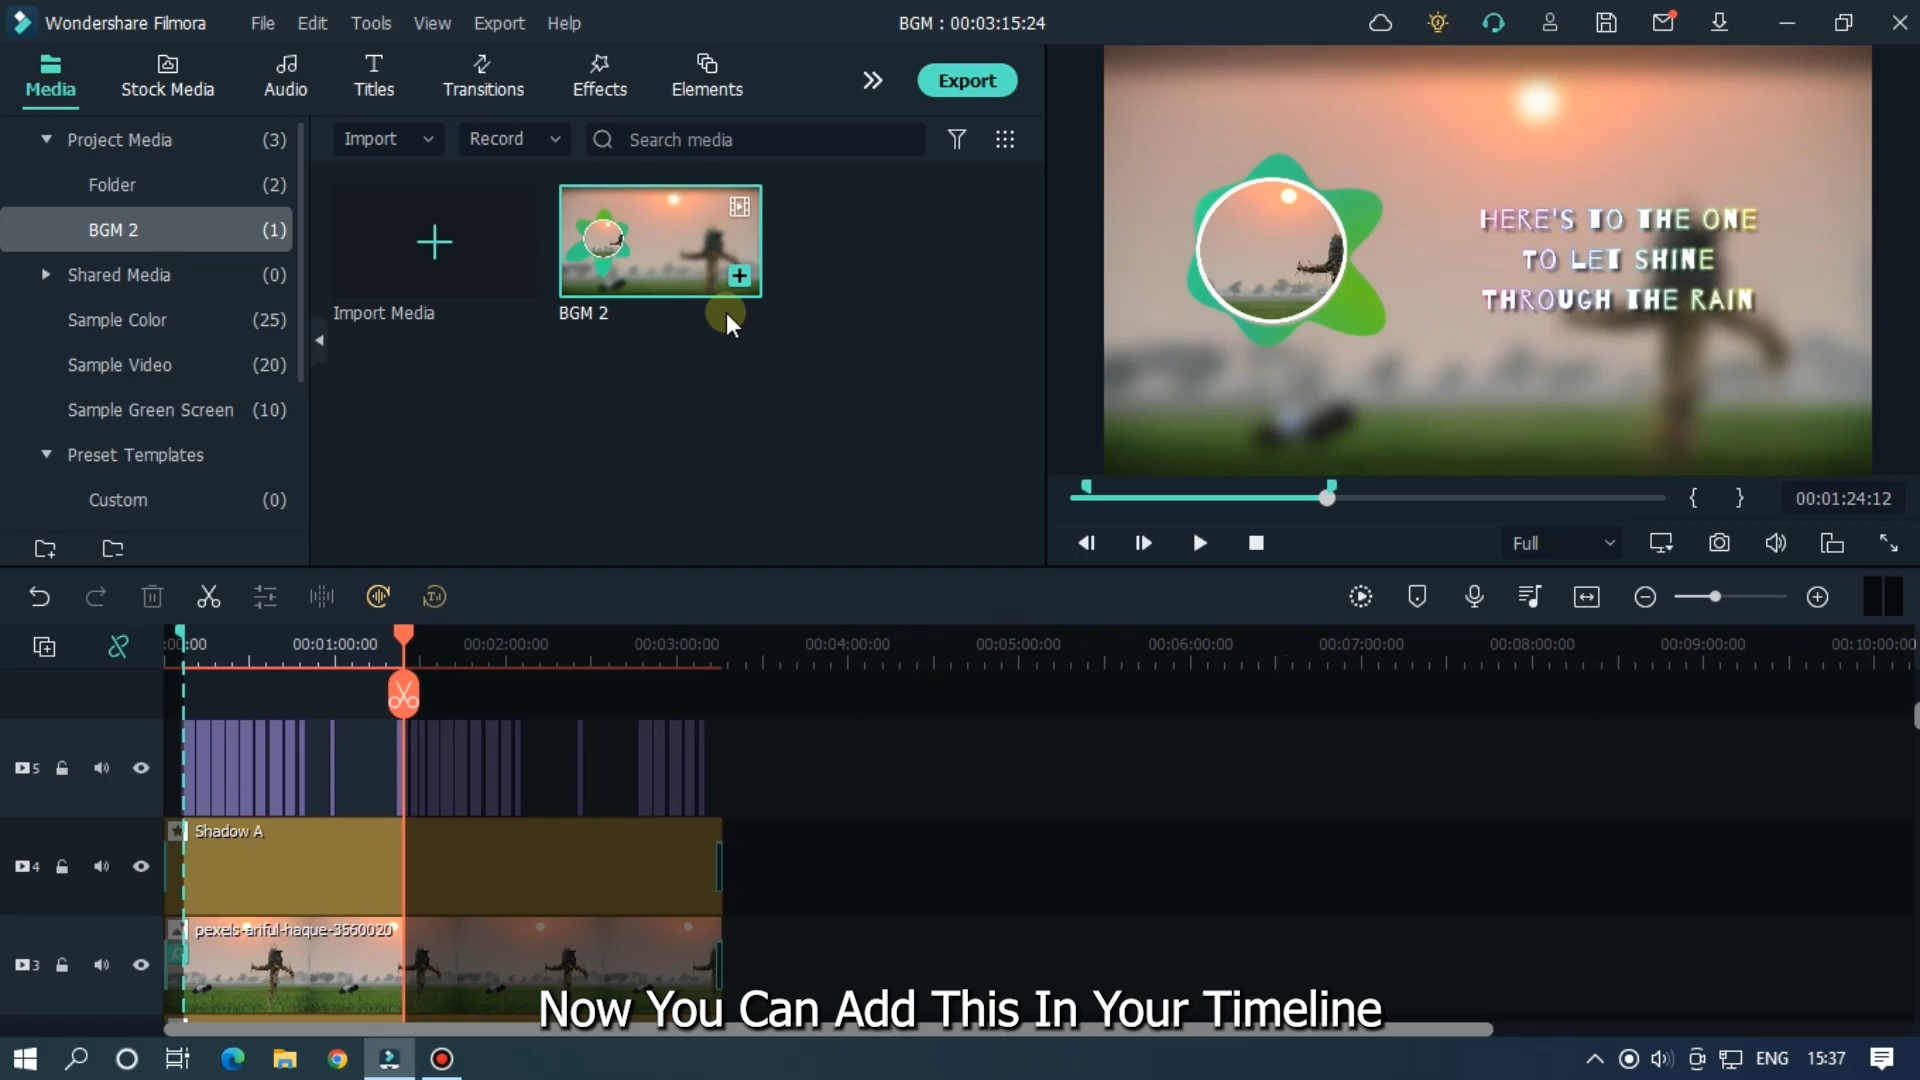 Wondershare Filmora File Edit Tools View Export Help BGM : 00:03:15:24
Media Stock Media Audio Titles Transitions Effects Elements Export
Project Media (3)
Folder (2)
BGM 2 (1)
Shared Media (0)
Sample Color (25)
Sample Video (20)
Sample Green Screen (10)
Preset Templates
Custom (0)
Import Record Search media
Import Media
BGM 2
HERE'S TO THE ONE
TO LET SHINE
THROUGH THE RAIN
{ } 00:01:24:12
Full
:00:00 00:01:00:00 00:02:00:00 00:03:00:00 00:04:00:00 00:05:00:00 00:06:00:00 00:07:00:00 00:08:00:00 00:09:00:00 00:10:00:00
5
4
Shadow A
3
pexels-ariful-haque-3560020
Now You Can Add This In Your Timeline
ENG 15:37